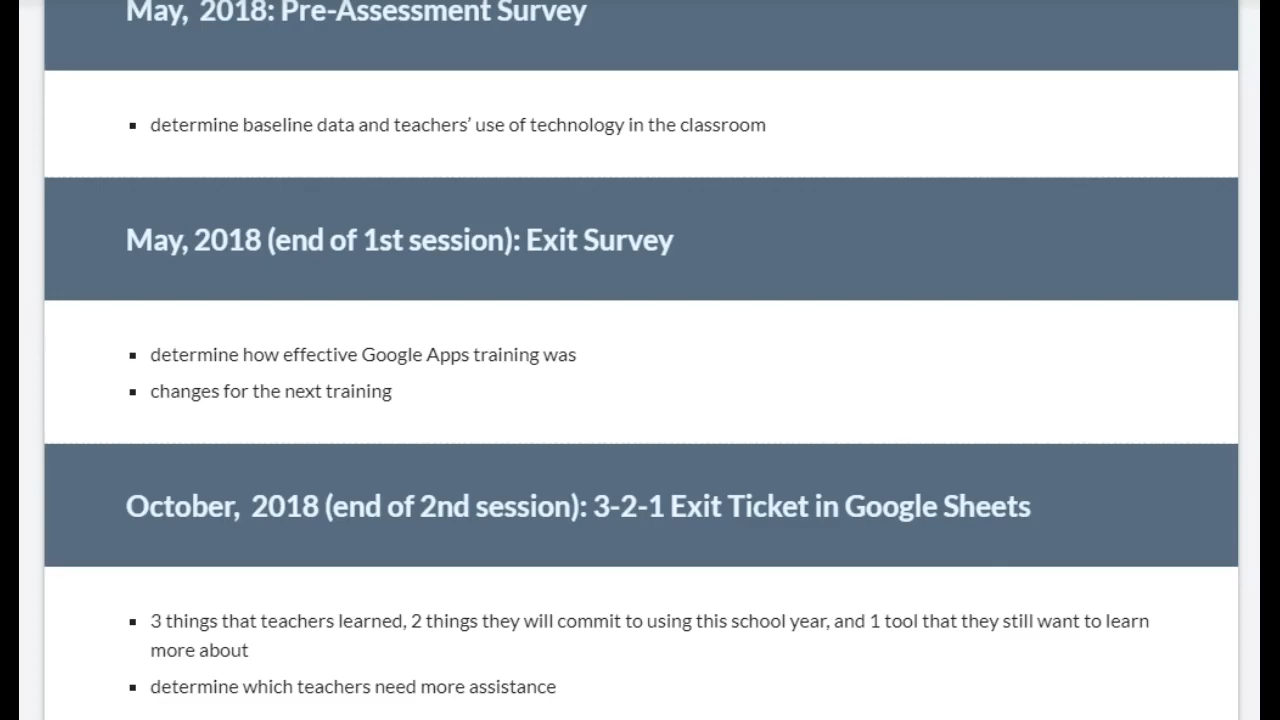 May, 2018: Pre-Assessment Survey
determine baseline data and teachers’ use of technology in the classroom
May, 2018 (end of 1st session): Exit Survey
determine how effective Google Apps training was
changes for the next training
October, 2018 (end of 2nd session): 3-2-1 Exit Ticket in Google Sheets
3 things that teachers learned, 2 things they will commit to using this school year, and 1 tool that they still want to learn
more about
determine which teachers need more assistance